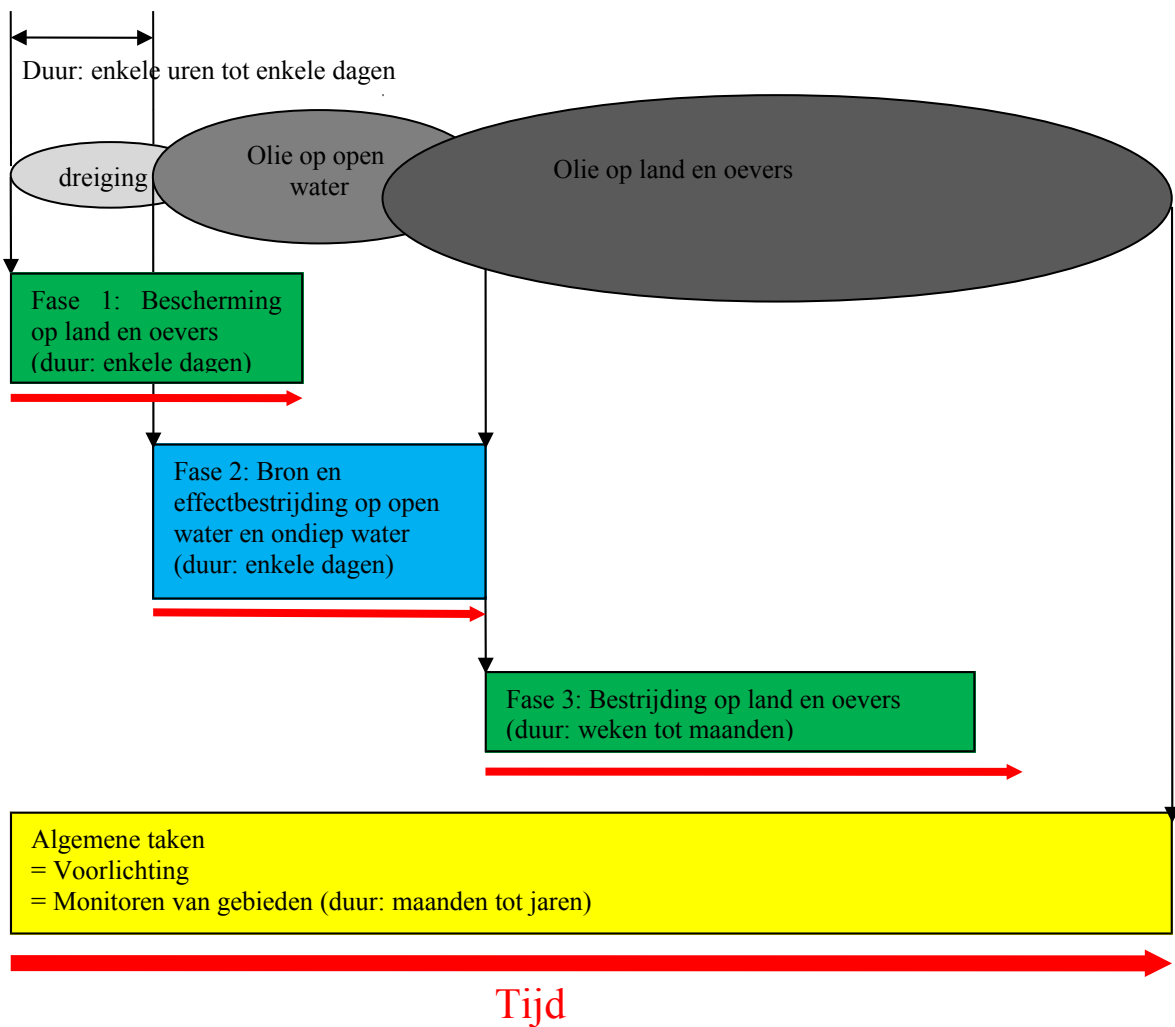 Duur: enkele uren tot enkele dagen
dreiging
Olie op open
water
Olie op land en oevers
Fase 1: Bescherming
op land en oevers
(duur: enkele dagen)
Fase 2: Bron en
effectbestrijding op open
water en ondiep water
(duur: enkele dagen)
Fase 3: Bestrijding op land en oevers
(duur: weken tot maanden)
Algemene taken
= Voorlichting
= Monitoren van gebieden (duur: maanden tot jaren)
Tijd